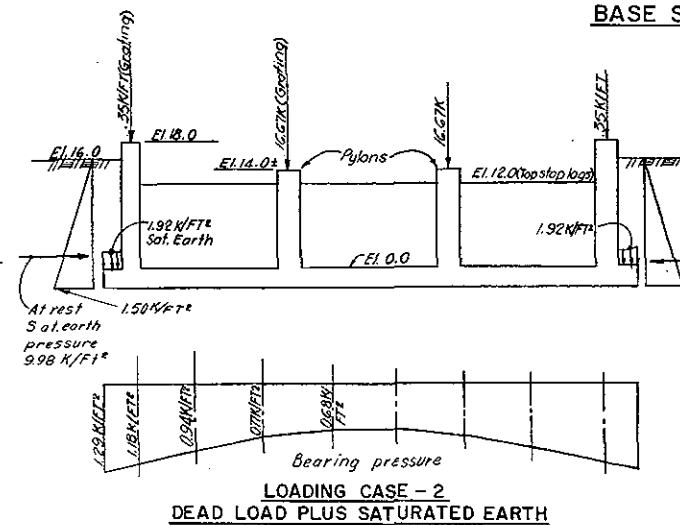 BASE S
.35K/FT(Grating)
16.67K(Grating)
16.67K
.35K/FT.
El.18.0
El.16.0
El.14.0±
Pylons
El.12.0(Top stop logs)
1.92K/FT²
Sat. Earth
1.92K/FT²
El. 0.0
At rest
Sat. earth
pressure
9.98 K/Ft²
1.50K/FT²
1.29K/FT²
1.18K/FT²
0.94K/FT²
0.77K/FT²
0.68K/
FT²
Bearing pressure
LOADING CASE-2
DEAD LOAD PLUS SATURATED EARTH